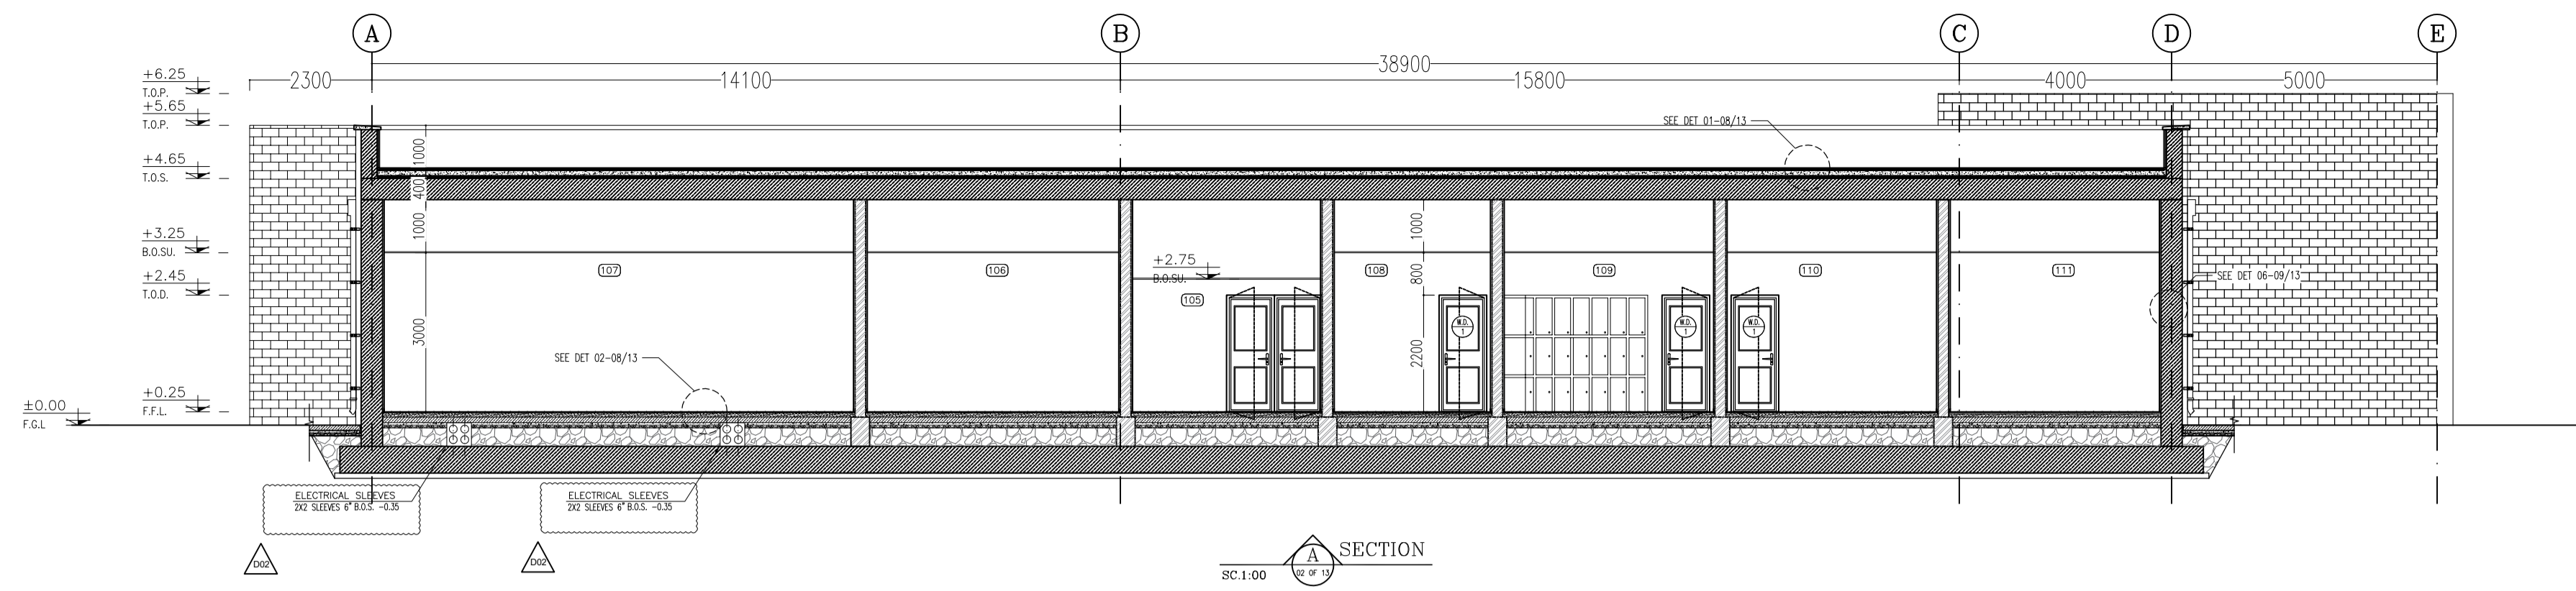 A
B
C
D
E
38900
2300
14100
15800
4000
5000
+6.25
T.O.P.
+5.65
T.O.P.
SEE DET 01-08/13
1000
+4.65
T.O.S.
400
1000
1000
+3.25
B.O.SU.
+2.75
B.O.SU.
107
106
105
108
109
110
111
800
SEE DET 06-09/13
+2.45
T.O.D.
3000
2200
W.D.
1
W.D.
1
W.D.
1
SEE DET 02-08/13
+0.25
F.F.L.
±0.00
F.G.L
ELECTRICAL SLEEVES
2X2 SLEEVES 6" B.O.S. -0.35
ELECTRICAL SLEEVES
2X2 SLEEVES 6" B.O.S. -0.35
D02
D02
A
SECTION
SC.1:00
02 OF 13